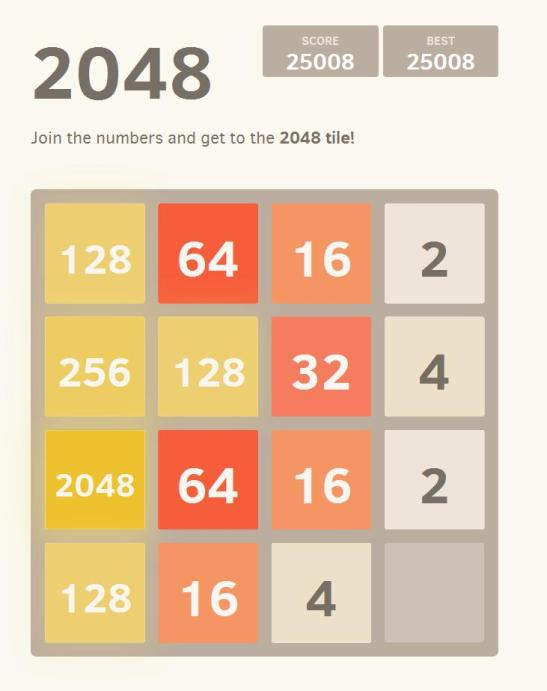 2048
SCORE
25008
BEST
25008
Join the numbers and get to the 2048 tile!
128 64 16 2
256 128 32 4
2048 64 16 2
128 16 4